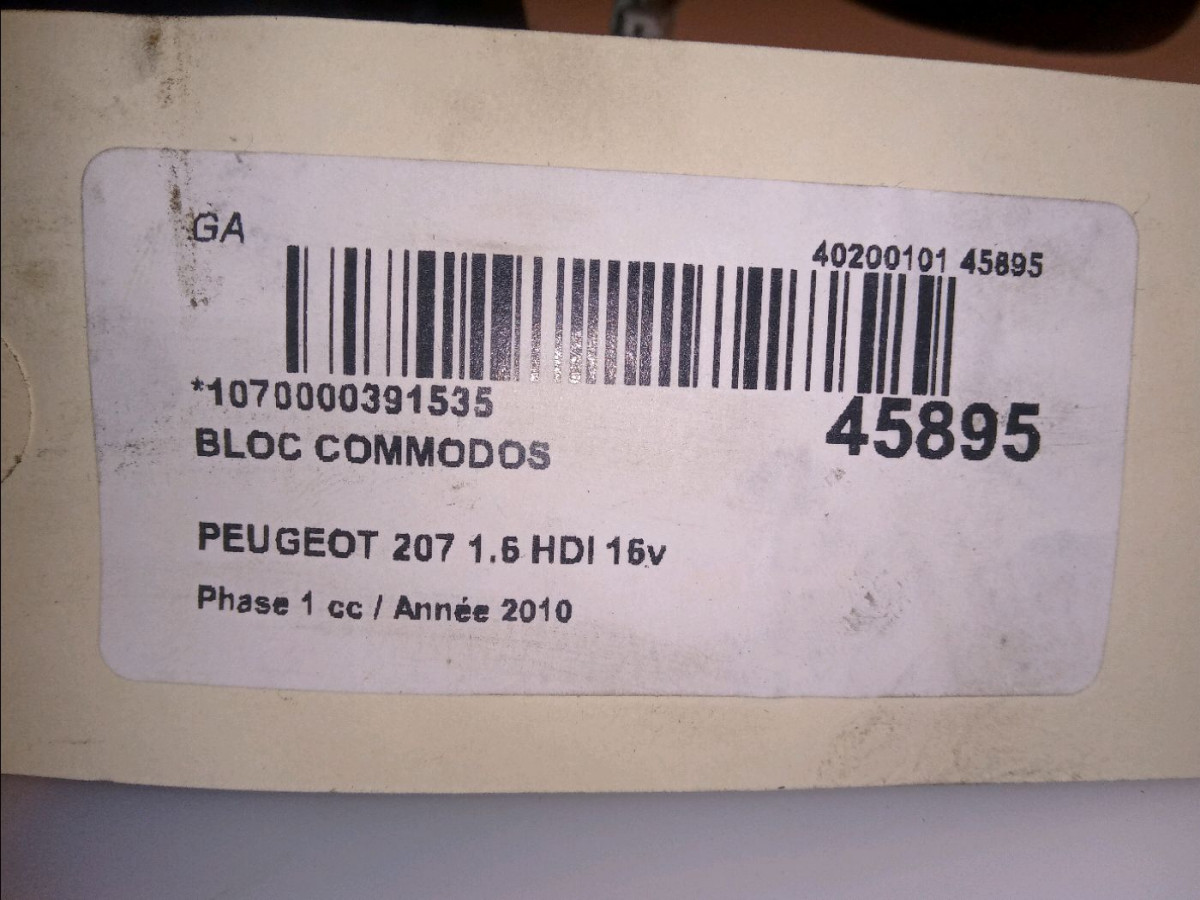 GA
40200101 45895
*1070000391535
45895
BLOC COMMODOS
PEUGEOT 207 1.6 HDI 16v
Phase 1 cc / Année 2010